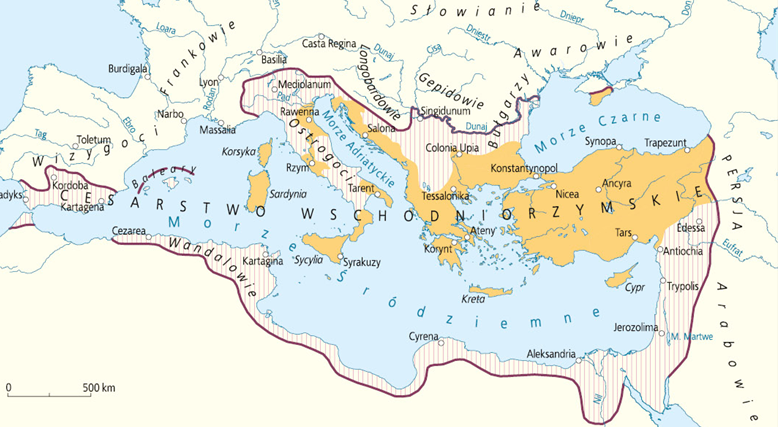 Słowianie
Dniepr
Dniestr
Don
Loara
Frankowie
Casta Regina
Dunaj
Cisa
Awarowie
Basilia
Longobardowie
Gepidowie
Burdigala
Lyon
Rodan
Mediolanum
Pad
Singidunum
Bułgarzy
Narbo
Massalia
Rawenna
Ostrogoci
Morze Adriatyckie
Salona
Dunaj
Colonia Upia
Morze Czarne
Tag
Ebro
Toletum
Wizygoci
Korsyka
Rzym
Synopa
Trapezunt
Konstantynopol
PERSJA
Baleary
Kordoba
adyks
Kartagena
Sardynia
Tarent
Tessalonika
Nicea
Ancyra
CESARSTWO WSCHODNIORZYMSKIE
Morze Śródziemne
Cezarea
Wandalowie
Kartagina
Sycylia
Syrakuzy
Ateny
Korynt
Tars
Edessa
Antiochia
Eufrat
Kreta
Cypr
Trypolis
Arabowie
Cyrena
Jerozolima
M. Martwe
Aleksandria
Nil
0 500 km